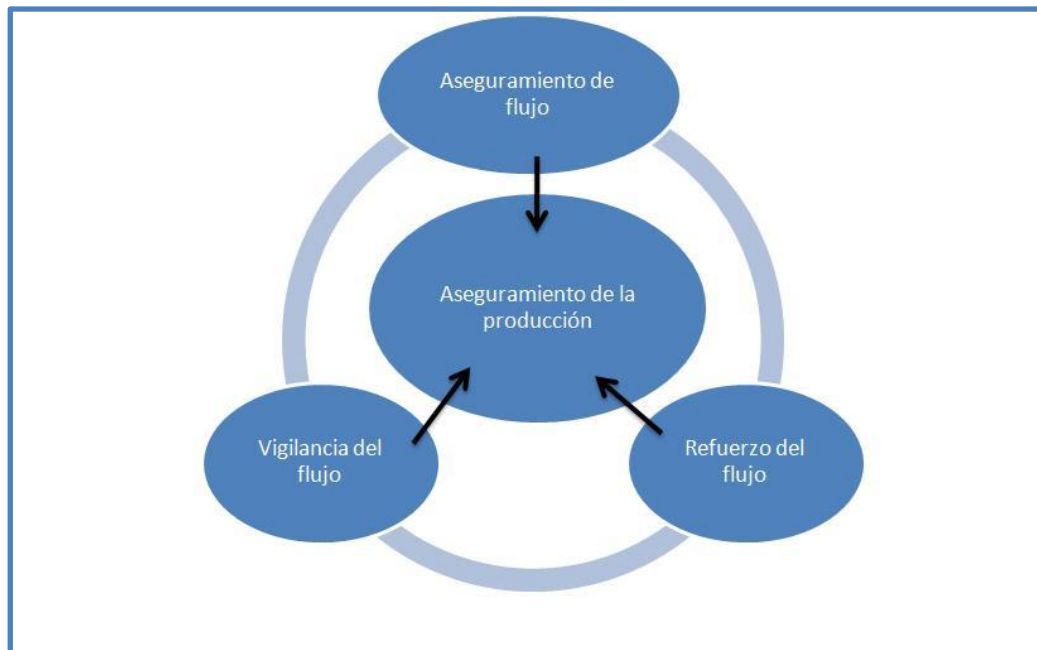 Aseguramiento de
flujo
Aseguramiento de la
producción
Vigilancia del
flujo
Refuerzo del
flujo